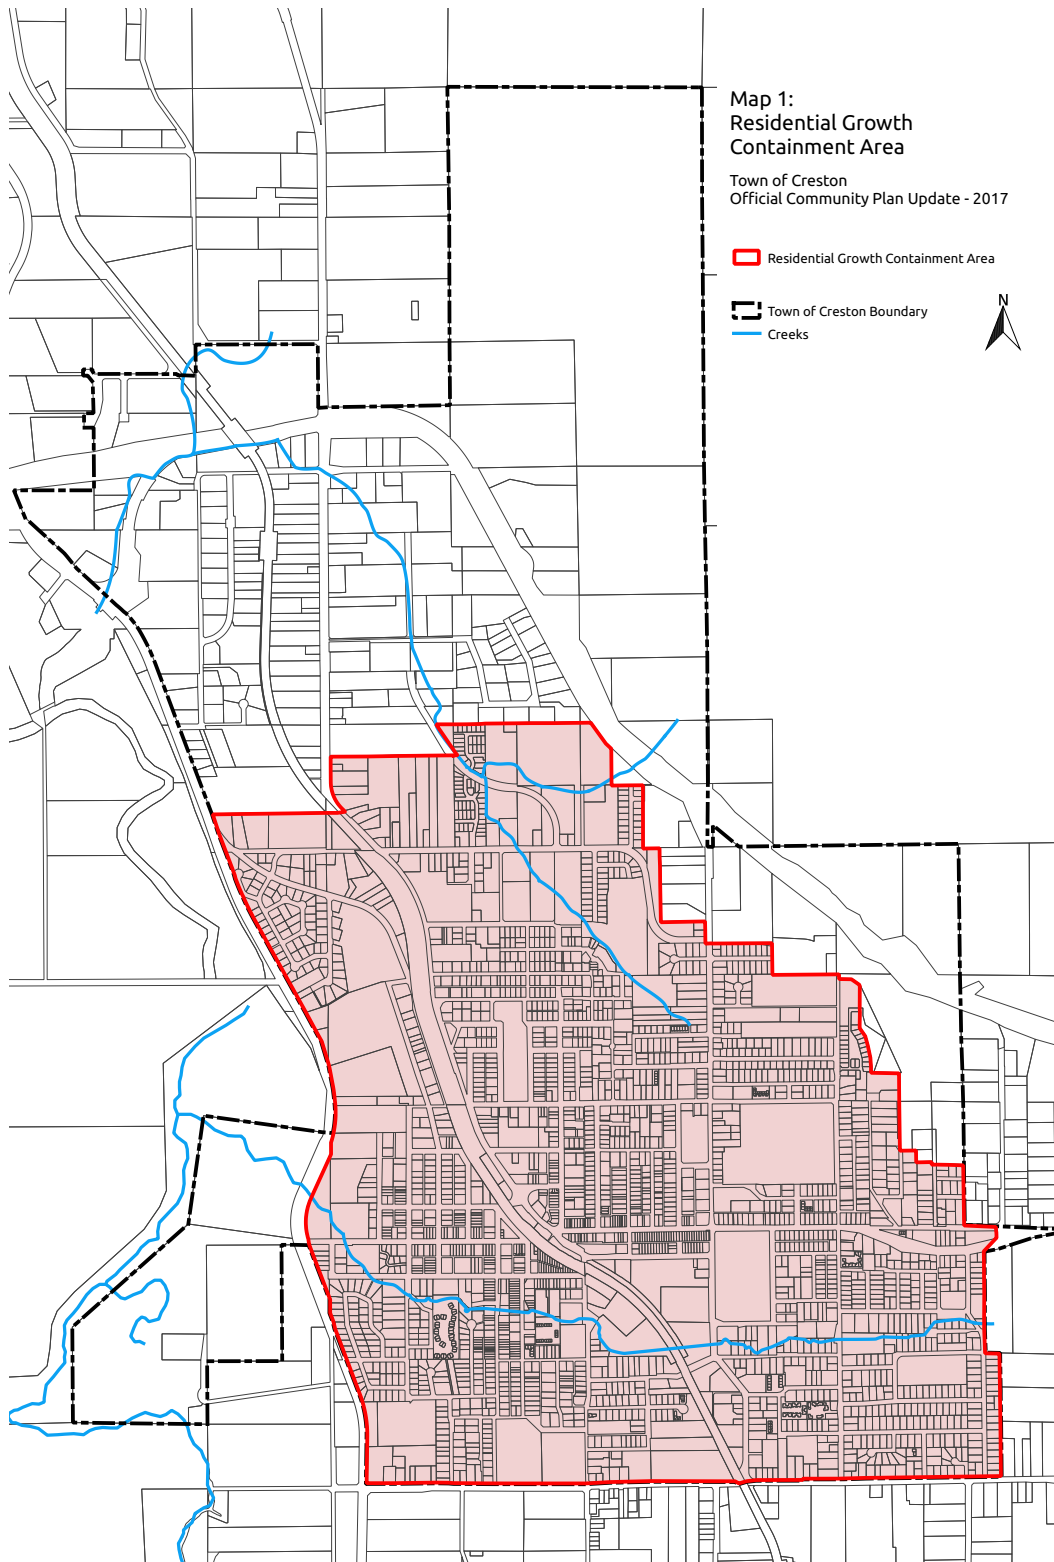 Map 1:
Residential Growth
Containment Area
Town of Creston
Official Community Plan Update - 2017
Residential Growth Containment Area
Town of Creston Boundary
Creeks
N